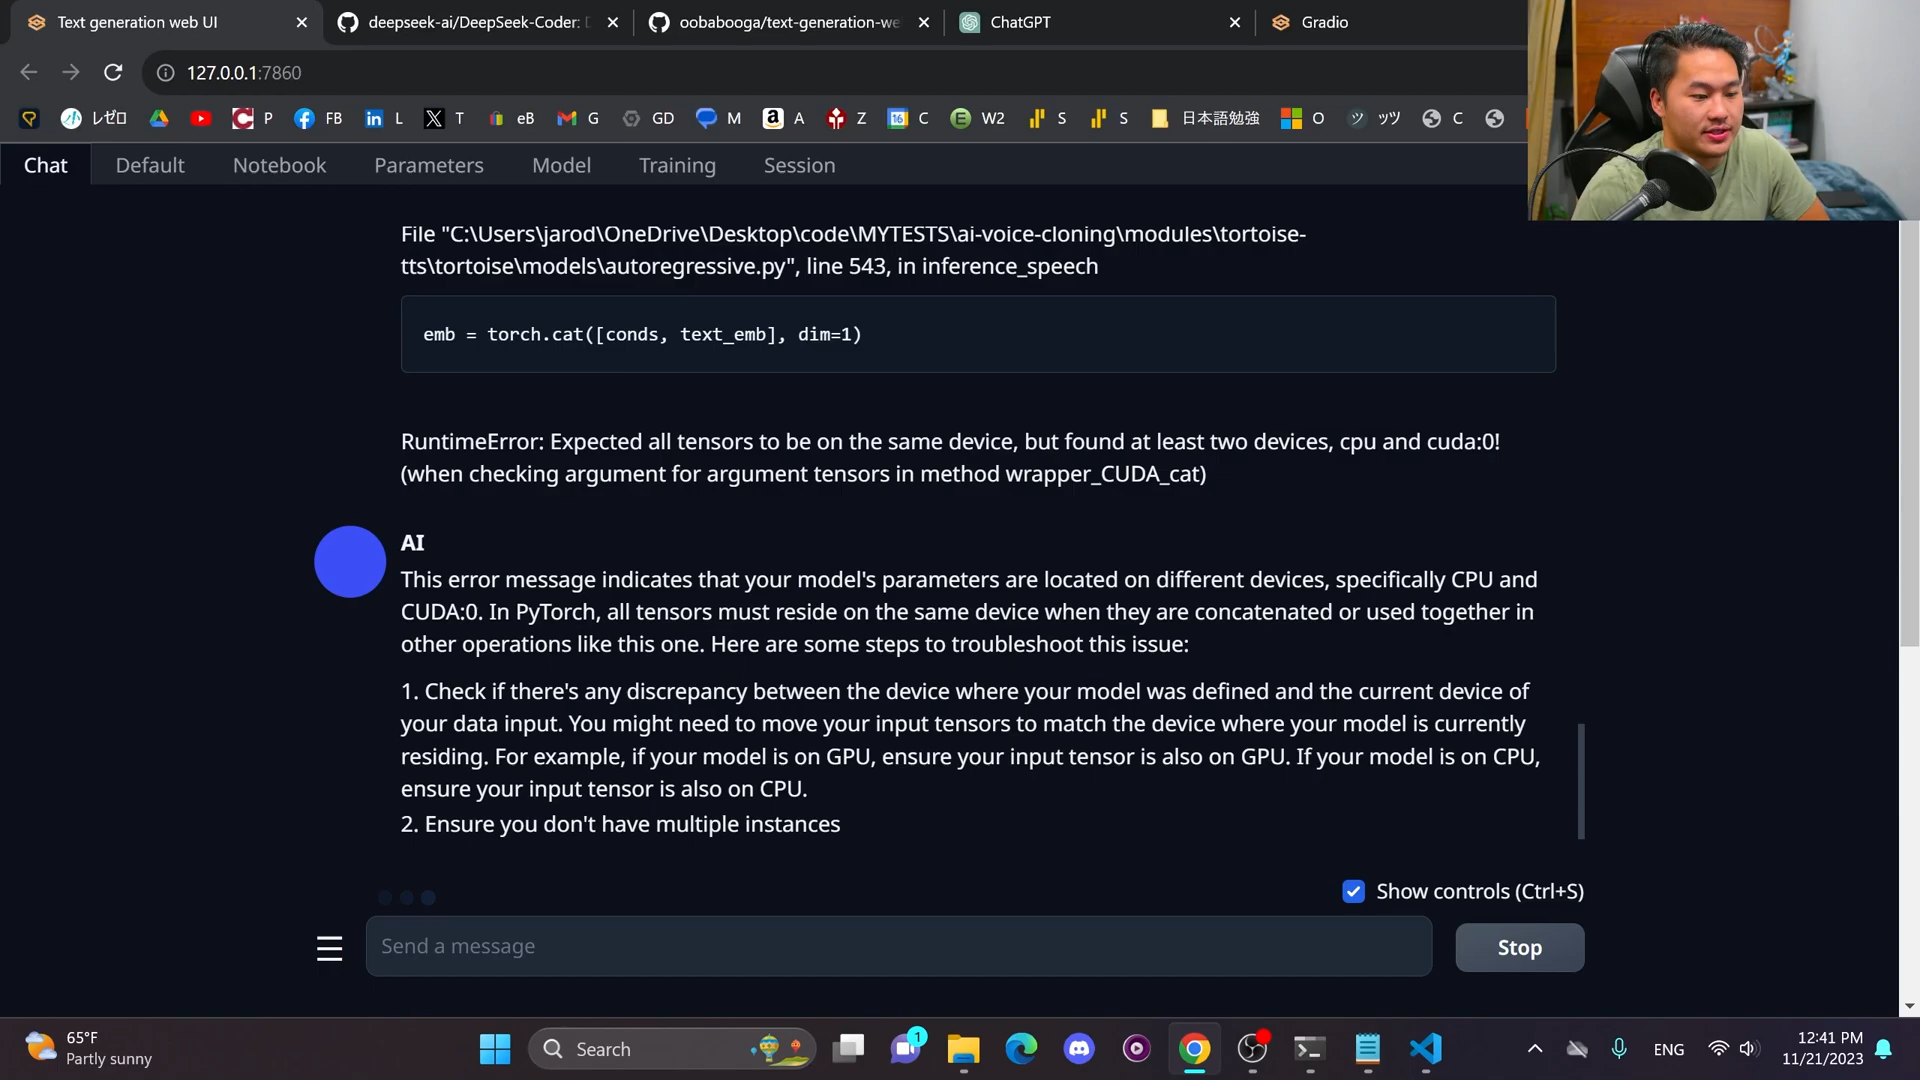 Text generation web UI
deepseek-ai/DeepSeek-Coder: D
oobabooga/text-generation-we
ChatGPT
Gradio
127.0.0.1:7860
レゼロ
P
FB
L
T
eB
G
GD
M
A
Z
16
C
W2
S
S
日本語勉強
O
ツ ッツ
C
Chat
Default
Notebook
Parameters
Model
Training
Session
File "C:\Users\jarod\OneDrive\Desktop\code\MYTESTS\ai-voice-cloning\modules\tortoise-
tts\tortoise\models\autoregressive.py", line 543, in inference_speech
emb = torch.cat([conds, text_emb], dim=1)
RuntimeError: Expected all tensors to be on the same device, but found at least two devices, cpu and cuda:0!
(when checking argument for argument tensors in method wrapper_CUDA_cat)
AI
This error message indicates that your model's parameters are located on different devices, specifically CPU and
CUDA:0. In PyTorch, all tensors must reside on the same device when they are concatenated or used together in
other operations like this one. Here are some steps to troubleshoot this issue:
1. Check if there's any discrepancy between the device where your model was defined and the current device of
your data input. You might need to move your input tensors to match the device where your model is currently
residing. For example, if your model is on GPU, ensure your input tensor is also on GPU. If your model is on CPU,
ensure your input tensor is also on CPU.
2. Ensure you don't have multiple instances
Show controls (Ctrl+S)
Send a message
Stop
65°F
Partly sunny
Search
1
ENG
12:41 PM
11/21/2023